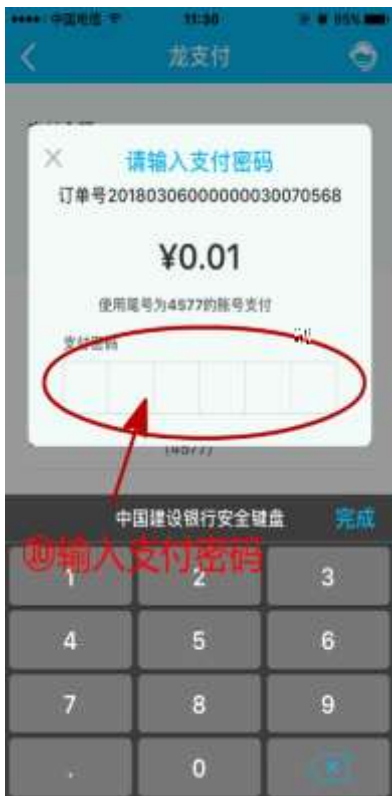 中国电信 11:30 95%
龙支付
请输入支付密码
订单号20180306000000030070568
¥0.01
使用尾号为4577的账号支付
支付密码
(4577)
中国建设银行安全键盘 完成
⑩输入支付密码
1 2 3
4 5 6
7 8 9
. 0